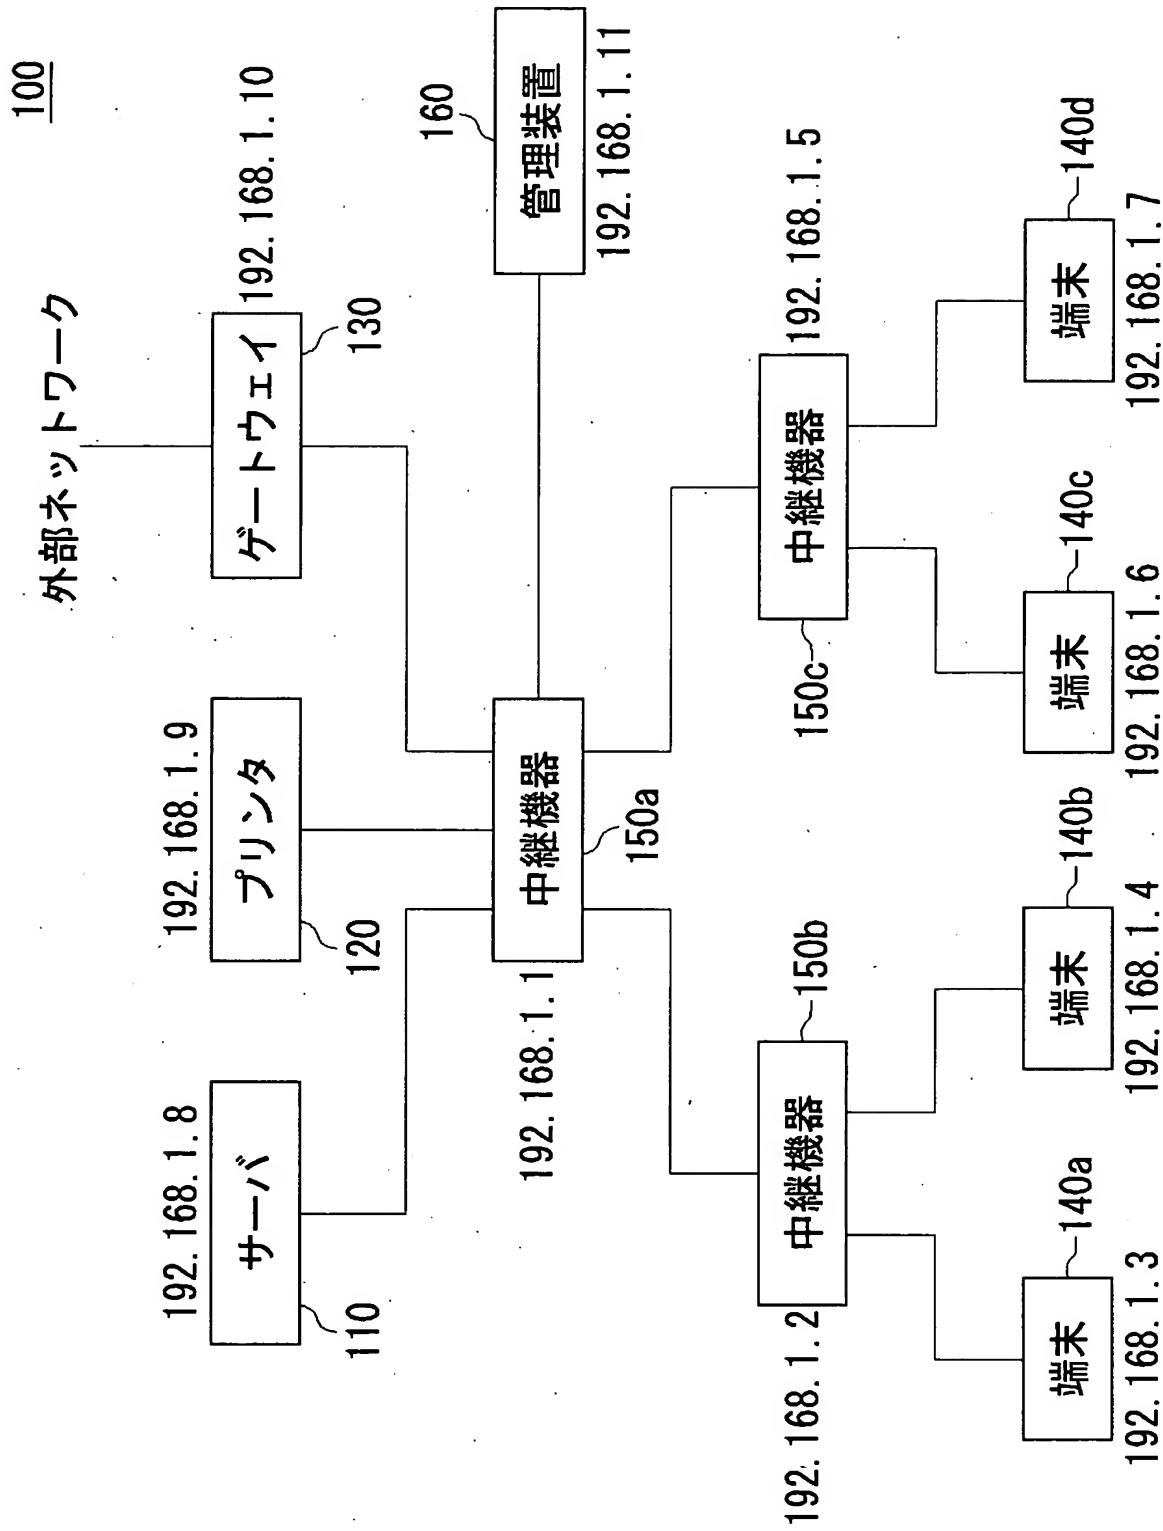 100
外部ネットワーク
192.168.1.8
192.168.1.9
192.168.1.10
サーバ
プリンタ
ゲートウェイ
110
120
130
160
192.168.1.1
中継機器
管理装置
150a
192.168.1.11
150b
150c
192.168.1.2
中継機器
中継機器
192.168.1.5
140a
140b
140c
140d
端末
端末
端末
端末
192.168.1.3
192.168.1.4
192.168.1.6
192.168.1.7